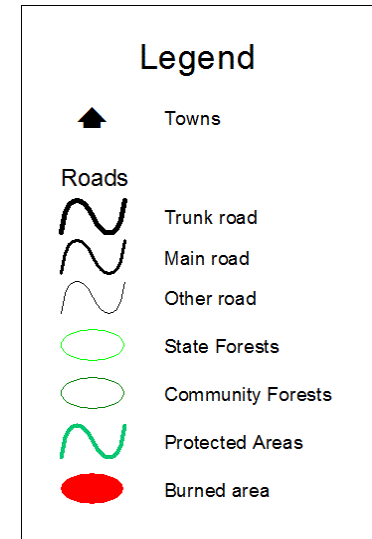 Legend
Towns
Roads
Trunk road
Main road
Other road
State Forests
Community Forests
Protected Areas
Burned area